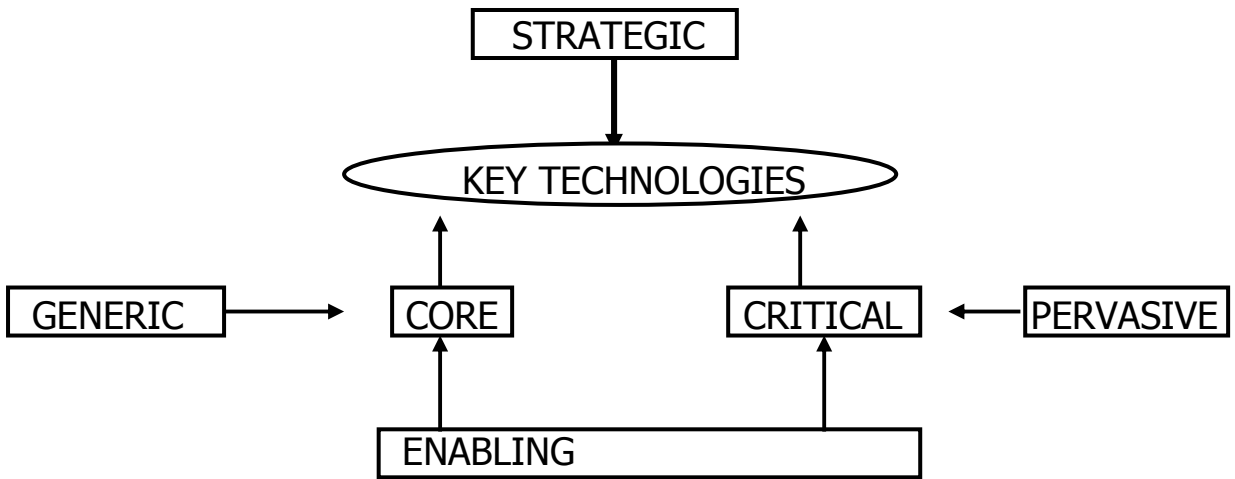 STRATEGIC
KEY TECHNOLOGIES
GENERIC
CORE
CRITICAL
PERVASIVE
ENABLING